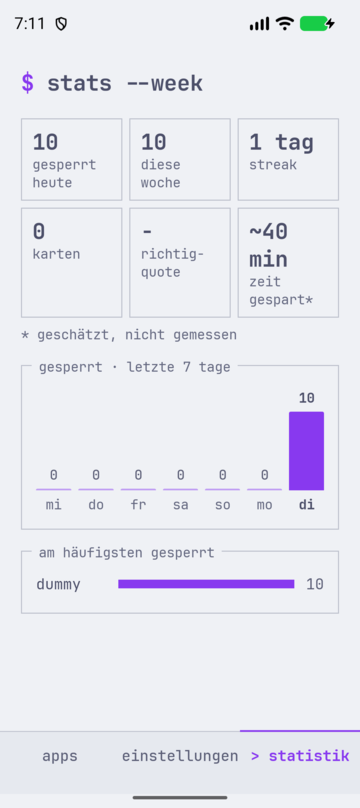 7:11
$ stats --week
10
gesperrt
heute
10
diese
woche
1 tag
streak
0
karten
-
richtig-
quote
~40
min
zeit
gespart*
* geschätzt, nicht gemessen
gesperrt · letzte 7 tage
10
0 0 0 0 0 0
mi do fr sa so mo di
am häufigsten gesperrt
dummy 10
apps einstellungen > statistik